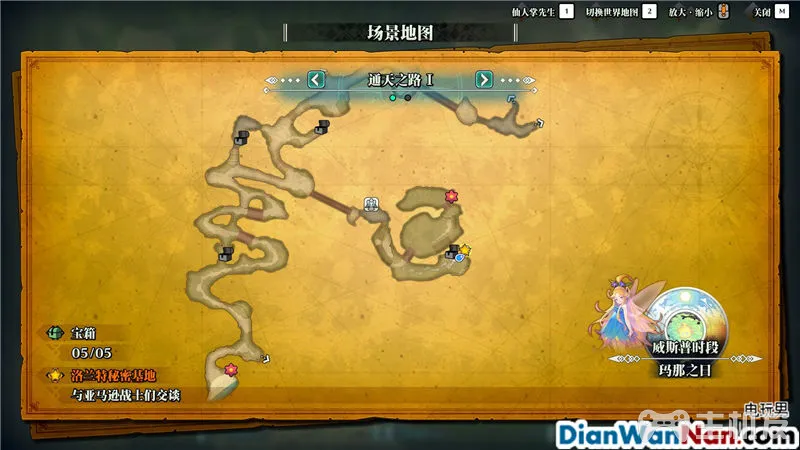 仙人掌先生 1 切换世界地图 2 放大·缩小 关闭 M
场景地图
通天之路 I
宝箱
05/05
洛兰特秘密基地
与亚马逊战士们交谈
威斯普时段
玛那之日
电玩男
DianWanNan.com